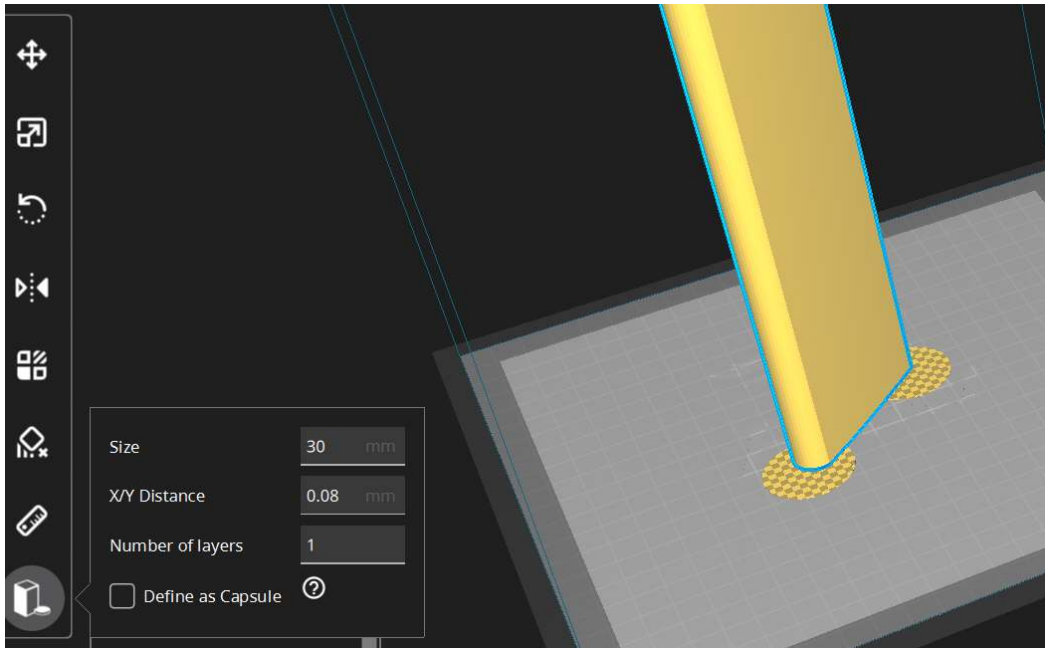 Size 30 mm
X/Y Distance 0.08 mm
Number of layers 1
Define as Capsule ?